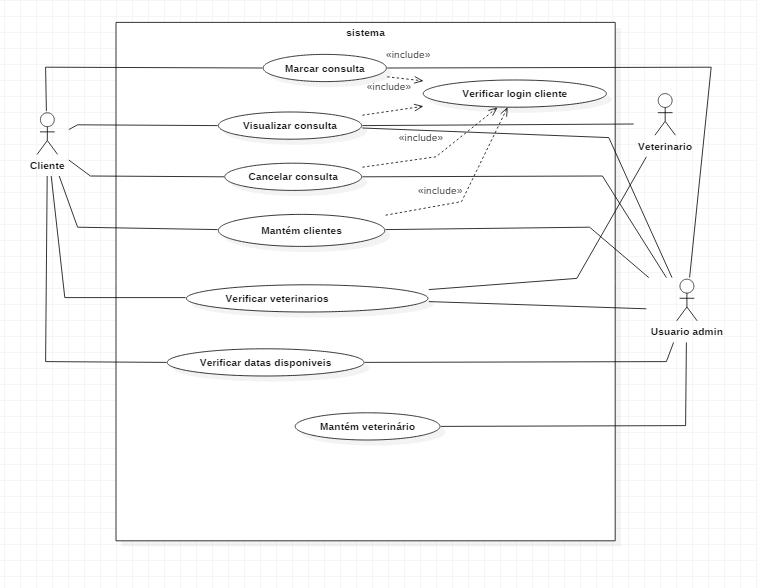 sistema
«include»
Marcar consulta
«include»
Verificar login cliente
Visualizar consulta
«include»
Veterinario
Cliente
Cancelar consulta
«include»
Mantém clientes
Verificar veterinarios
Usuario admin
Verificar datas disponiveis
Mantém veterinário